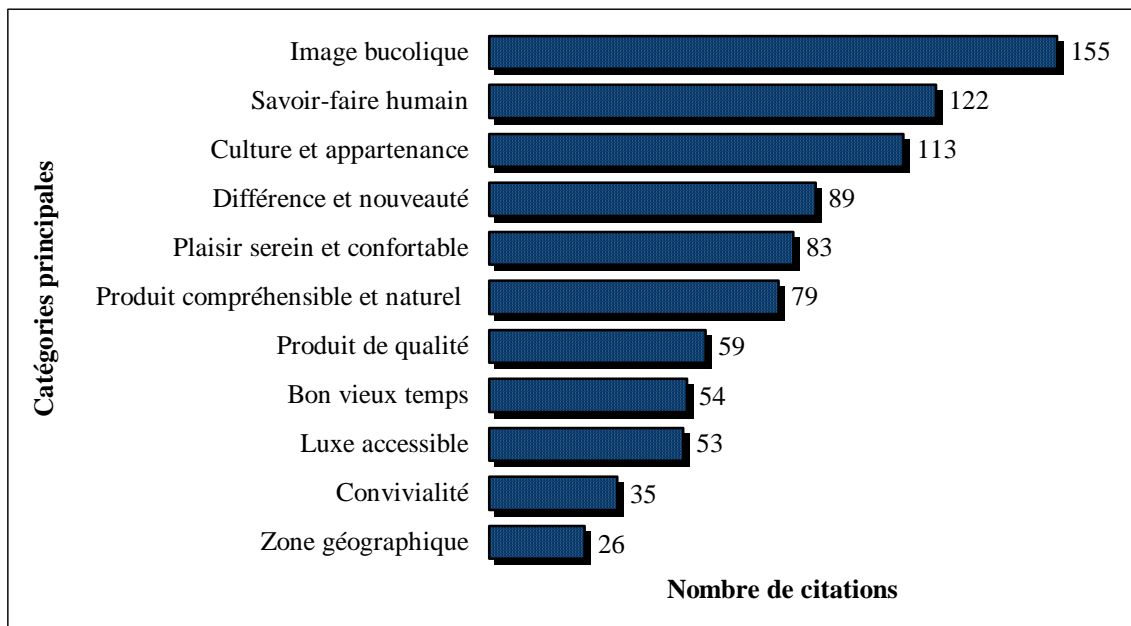 Catégories principales
Image bucolique 155
Savoir-faire humain 122
Culture et appartenance 113
Différence et nouveauté 89
Plaisir serein et confortable 83
Produit compréhensible et naturel 79
Produit de qualité 59
Bon vieux temps 54
Luxe accessible 53
Convivialité 35
Zone géographique 26
Nombre de citations